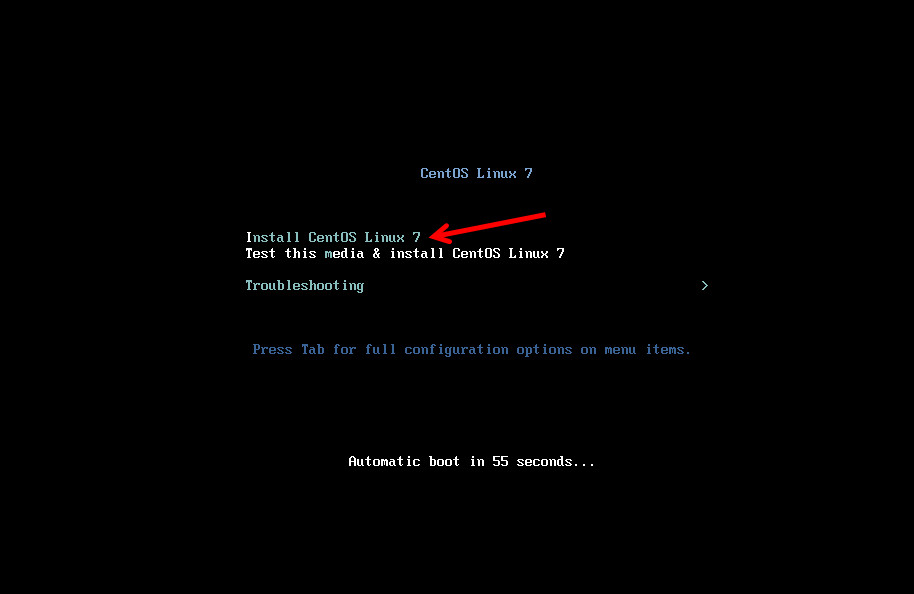 CentOS Linux 7
Install CentOS Linux 7
Test this media & install CentOS Linux 7
Troubleshooting >
Press Tab for full configuration options on menu items.
Automatic boot in 55 seconds...